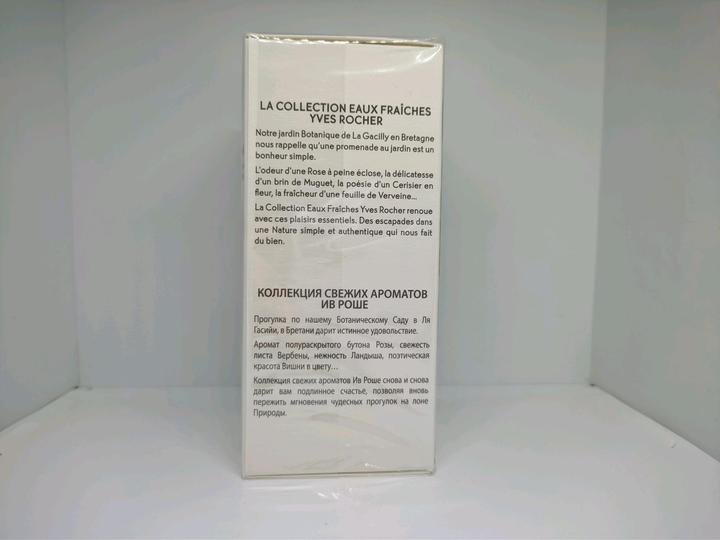 LA COLLECTION EAUX FRAÎCHES
YVES ROCHER
Notre jardin Botanique de La Gacilly en Bretagne
nous rappelle qu'une promenade au jardin est un
bonheur simple.
L'odeur d'une Rose à peine éclose, la délicatesse
d'un brin de Muguet, la poésie d'un Cerisier en
fleur, la fraîcheur d'une feuille de Verveine...
La Collection Eaux Fraîches Yves Rocher renoue
avec ces plaisirs essentiels. Des escapades dans
une Nature simple et authentique qui nous fait
du bien.
КОЛЛЕКЦИЯ СВЕЖИХ АРОМАТОВ
ИВ РОШЕ
Прогулка по нашему Ботаническому Саду в Ля
Гасийи, в Бретани дарит истинное удовольствие.
Аромат полураскрытого бутона Розы, свежесть
листа Вербены, нежность Ландыша, поэтическая
красота Вишни в цвету...
Коллекция свежих ароматов Ив Роше снова и снова
дарит вам подлинное счастье, позволяя вновь
пережить мгновения чудесных прогулок на лоне
Природы.